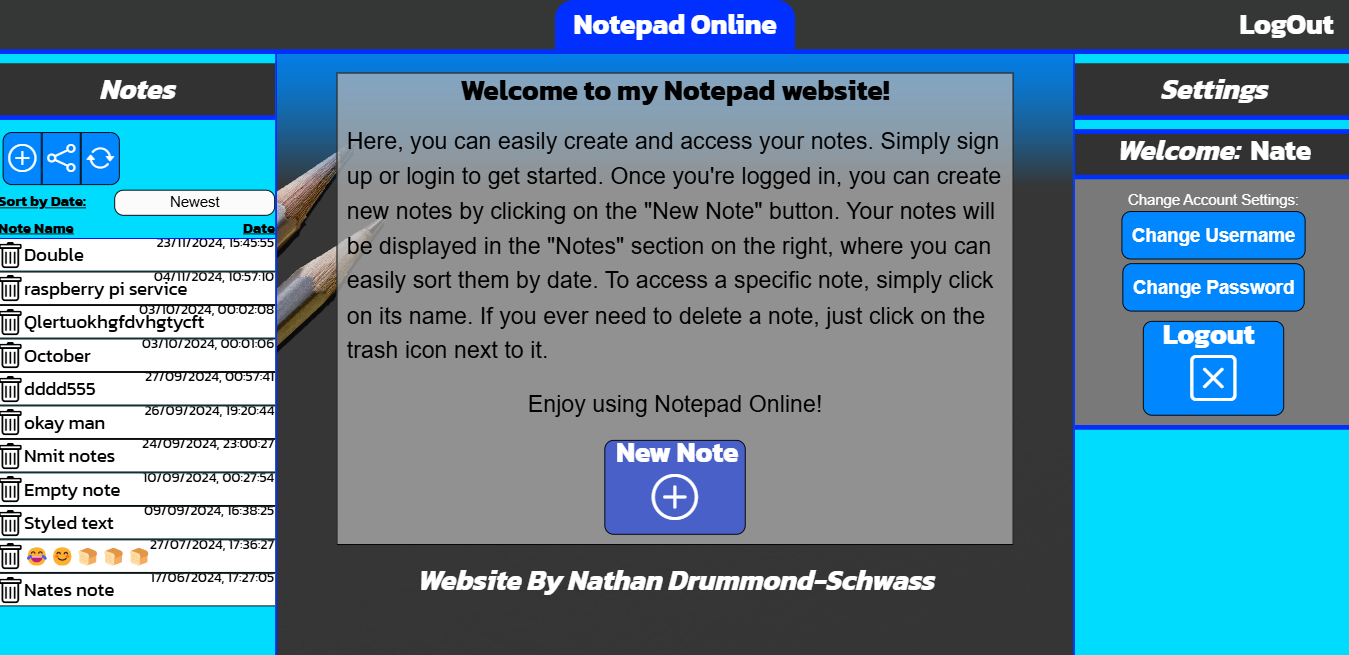 Notepad Online
LogOut
Notes
Sort by Date:
Newest
Note Name
Date
Double
23/11/2024, 15:45:55
raspberry pi service
04/11/2024, 10:57:10
Qlertuokhgfdvhgtycft
03/10/2024, 00:02:08
October
03/10/2024, 00:01:06
dddd555
27/09/2024, 00:57:41
okay man
26/09/2024, 19:20:44
Nmit notes
24/09/2024, 23:00:27
Empty note
10/09/2024, 00:27:54
Styled text
09/09/2024, 16:38:25
😂 😊 🍞 🍞 🍞
27/07/2024, 17:36:27
Nates note
17/06/2024, 17:27:05
Welcome to my Notepad website!
Here, you can easily create and access your notes. Simply sign
up or login to get started. Once you're logged in, you can create
new notes by clicking on the "New Note" button. Your notes will
be displayed in the "Notes" section on the right, where you can
easily sort them by date. To access a specific note, simply click
on its name. If you ever need to delete a note, just click on the
trash icon next to it.
Enjoy using Notepad Online!
New Note
Website By Nathan Drummond-Schwass
Settings
Welcome: Nate
Change Account Settings:
Change Username
Change Password
Logout